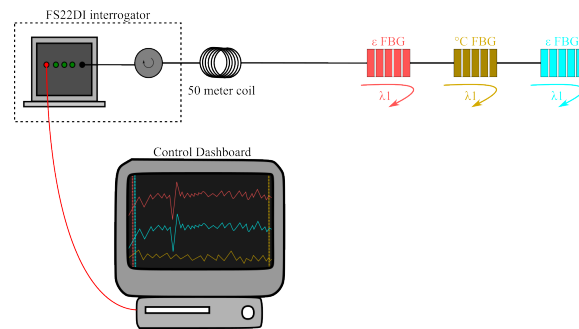 FS22DI interrogator
ε FBG
°C FBG
ε FBG
λ1
λ1
λ1
50 meter coil
Control Dashboard